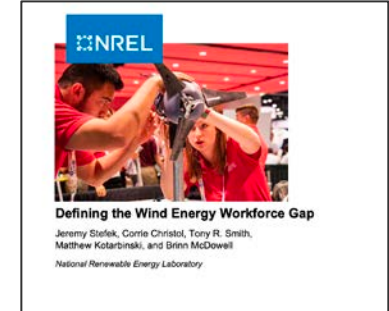 NREL
Defining the Wind Energy Workforce Gap
Jeremy Stefek, Corrie Christol, Tony R. Smith,
Matthew Kotarbinski, and Brinn McDowell
National Renewable Energy Laboratory